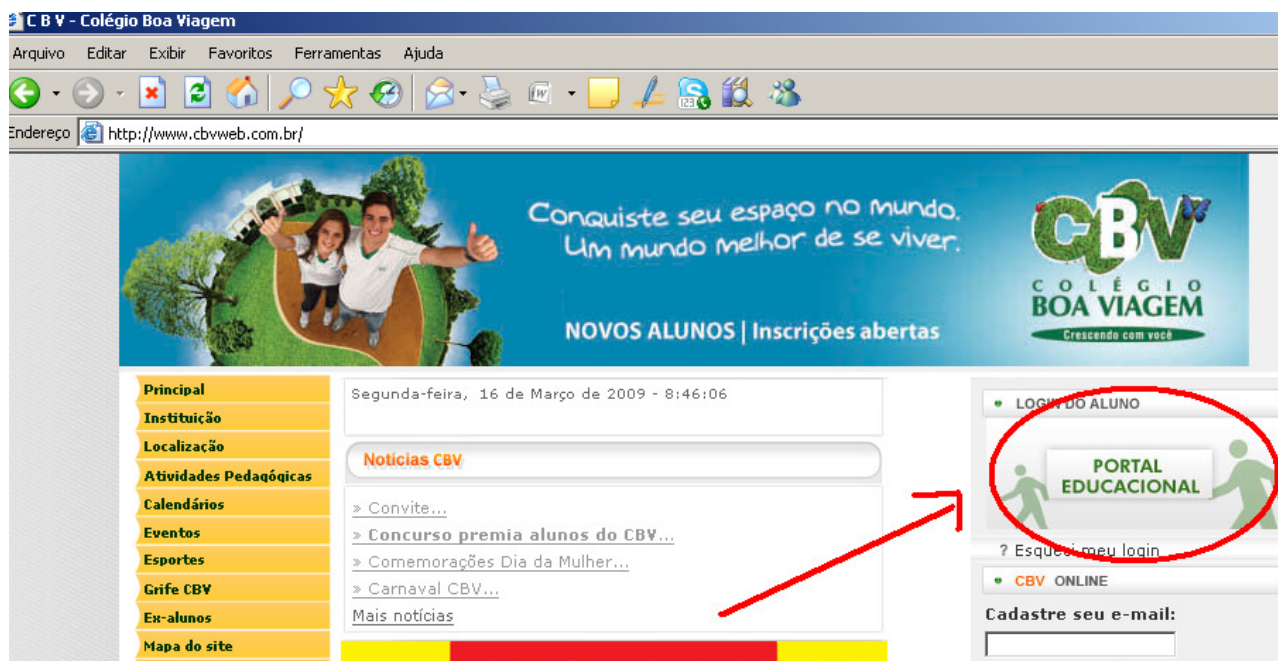 C B V - Colégio Boa Viagem
Arquivo Editar Exibir Favoritos Ferramentas Ajuda
Endereço http://www.cbvweb.com.br/
Conquiste seu espaço no mundo.
Um mundo melhor de se viver.
NOVOS ALUNOS | Inscrições abertas
CBV
COLÉGIO
BOA VIAGEM
Crescendo com você
Principal
Instituição
Localização
Atividades Pedagógicas
Calendários
Eventos
Esportes
Grife CBV
Ex-alunos
Mapa do site
Segunda-feira, 16 de Março de 2009 - 8:46:06
Notícias CBV
» Convite...
» Concurso premia alunos do CBV...
» Comemorações Dia da Mulher...
» Carnaval CBV...
Mais notícias
LOGIN DO ALUNO
PORTAL
EDUCACIONAL
? Esqueci meu login
CBV ONLINE
Cadastre seu e-mail: